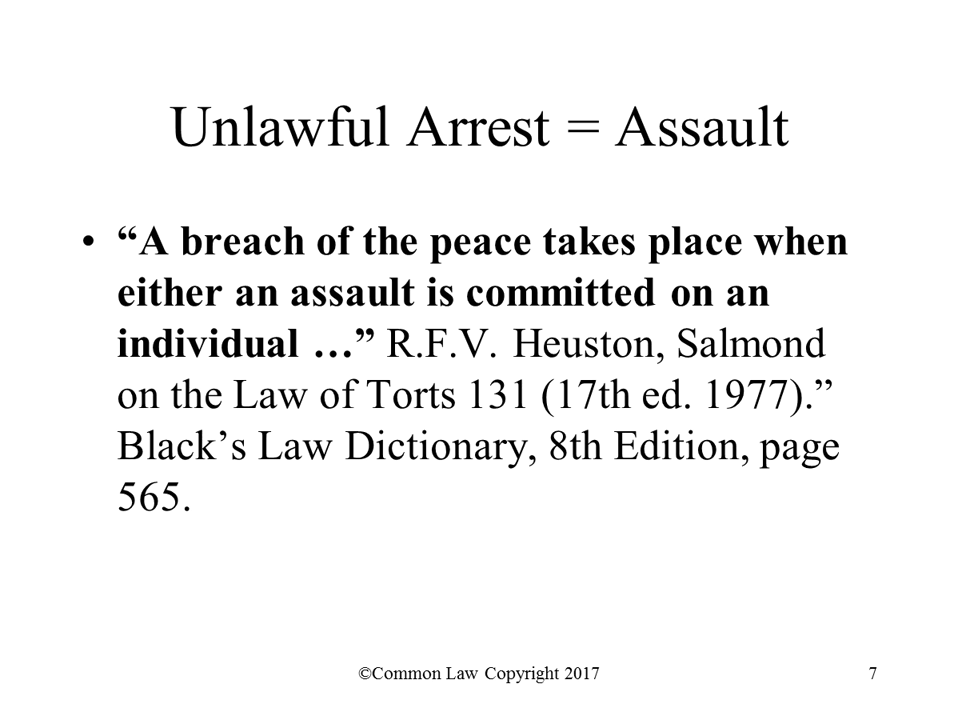 Unlawful Arrest = Assault
• “A breach of the peace takes place when
either an assault is committed on an
individual …” R.F.V. Heuston, Salmond
on the Law of Torts 131 (17th ed. 1977).”
Black’s Law Dictionary, 8th Edition, page
565.
©Common Law Copyright 2017
7